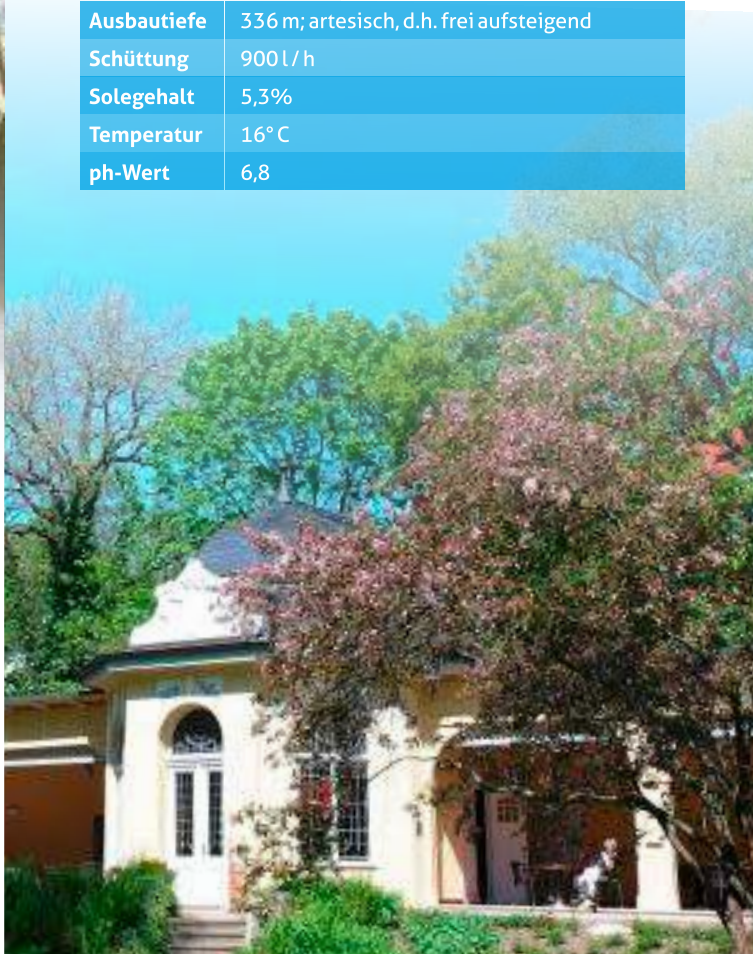 Ausbautiefe 336 m; artesisch, d.h. frei aufsteigend
Schüttung 900 l / h
Solegehalt 5,3%
Temperatur 16° C
ph-Wert 6,8